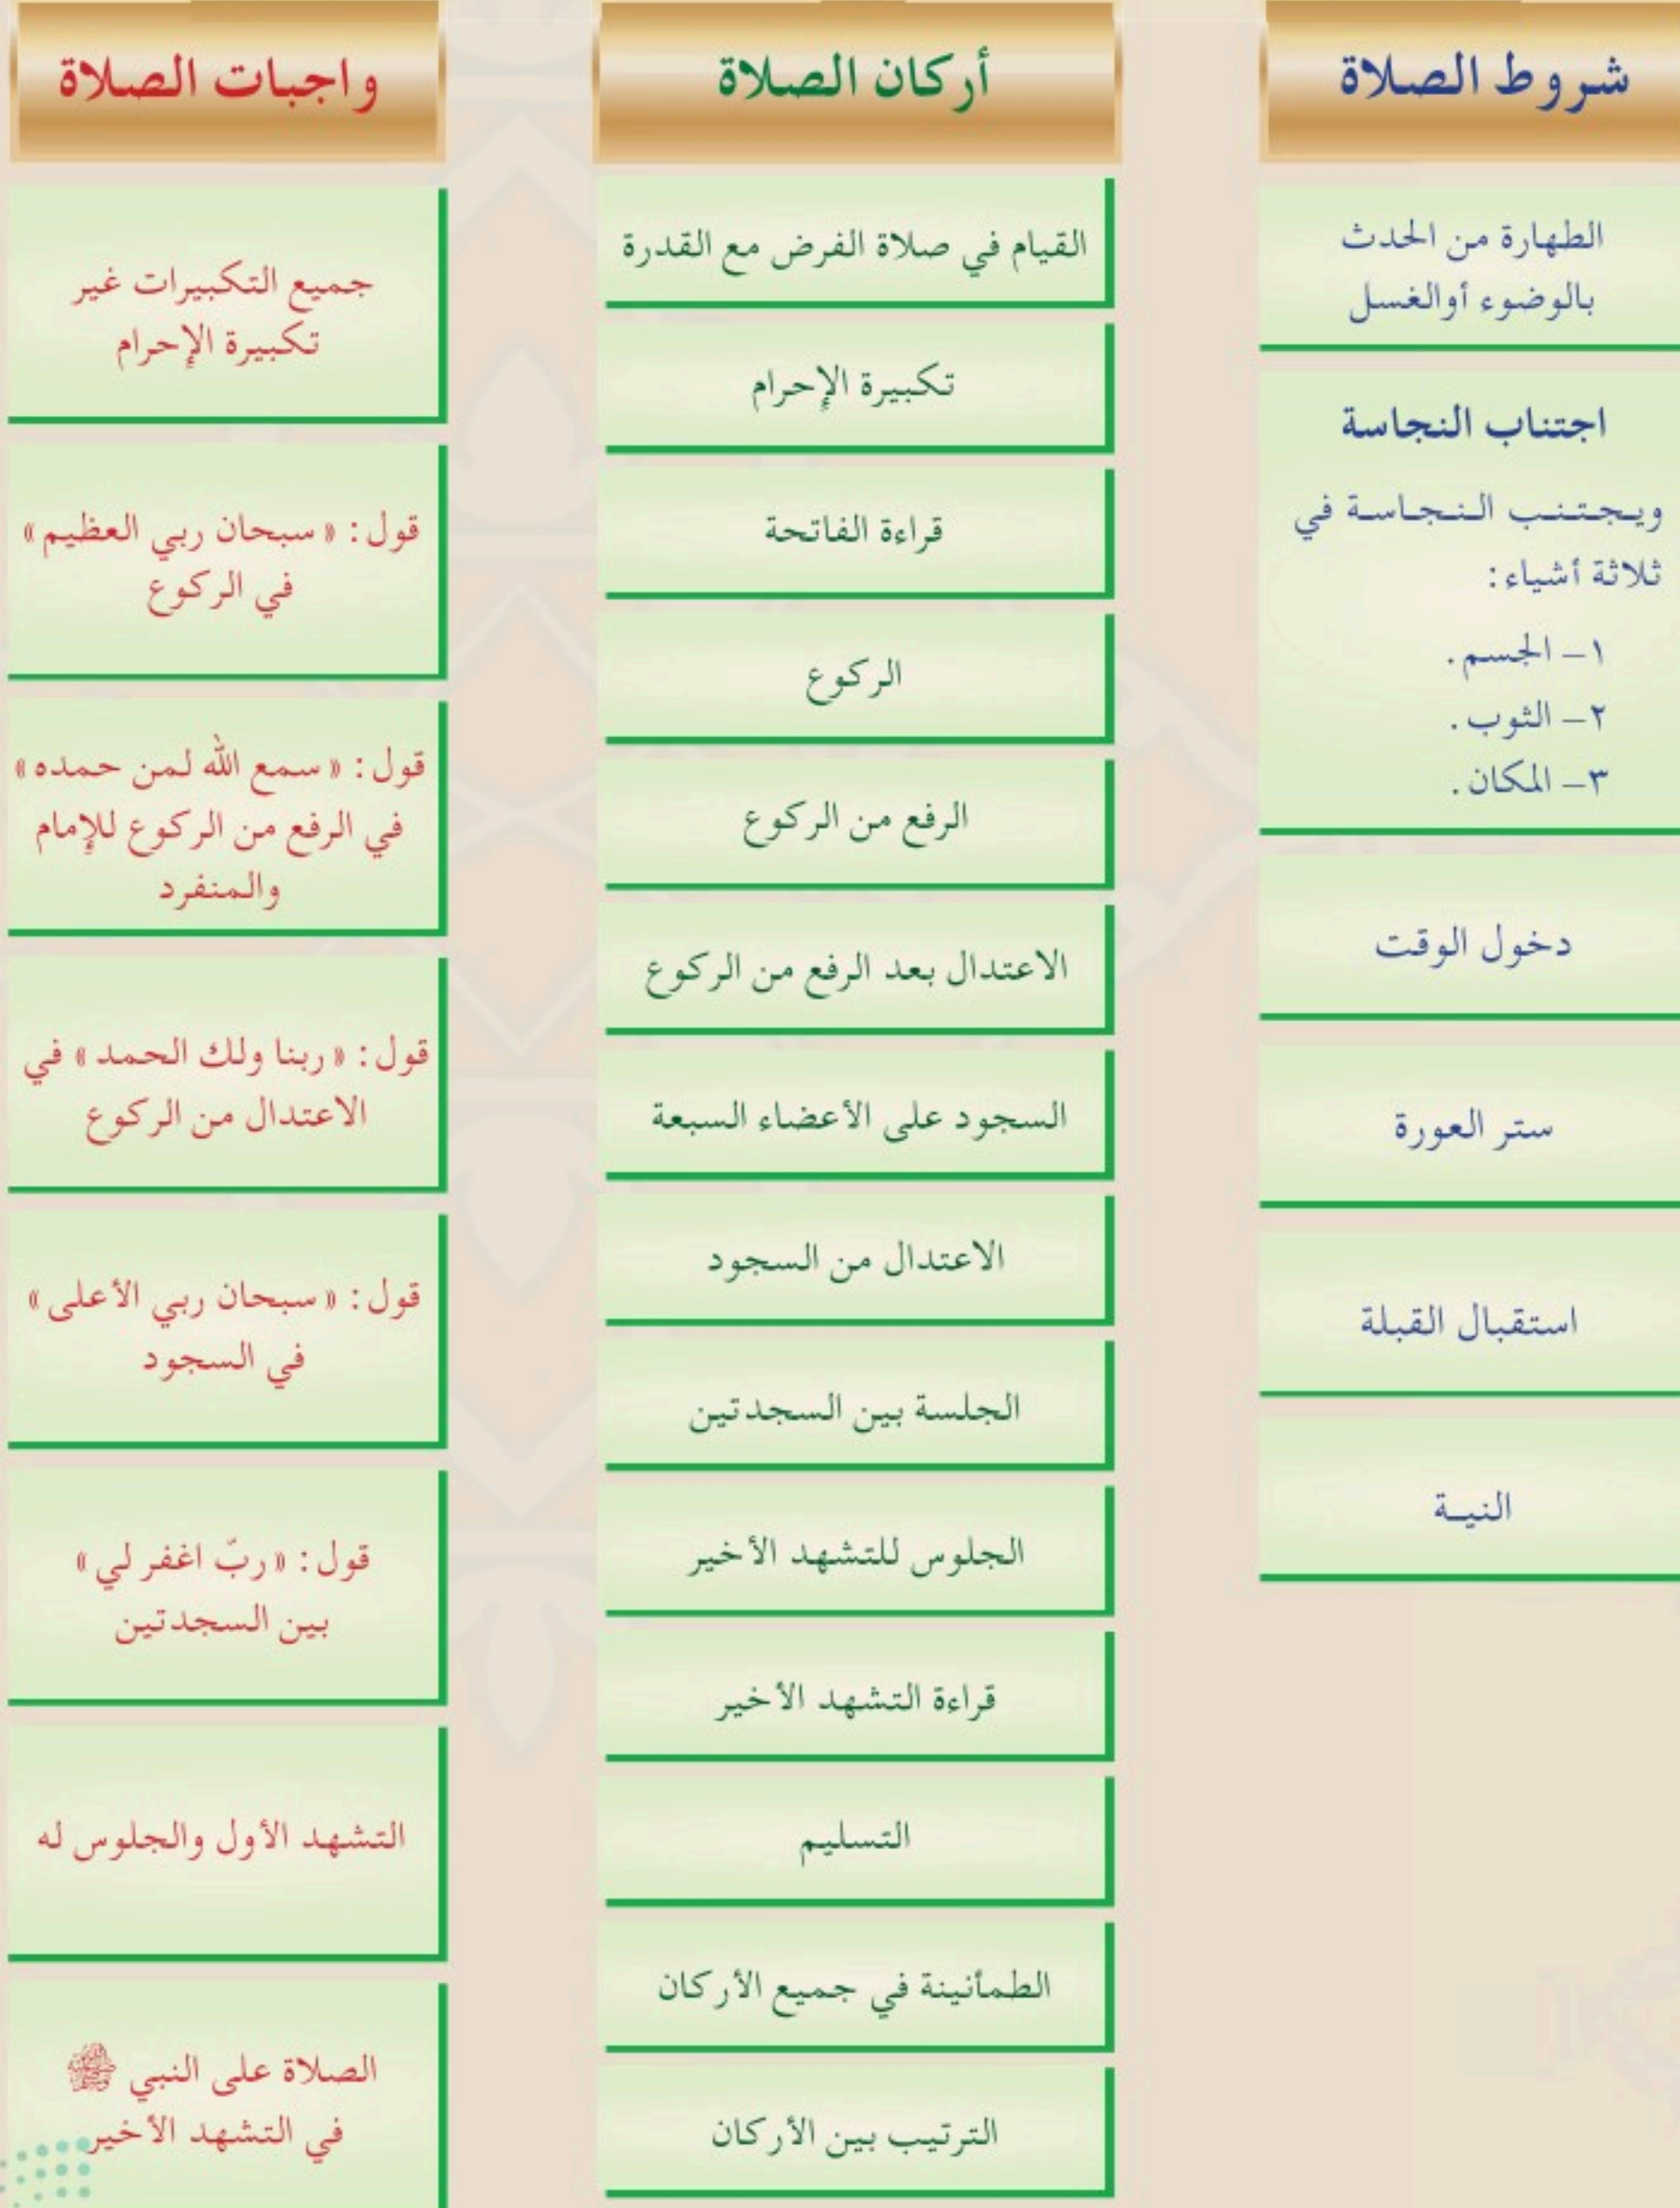 شروط الصلاة
الطهارة من الحدث
بالوضوء أوالغسل
اجتناب النجاسة
ويجتنب النجاسة في
ثلاثة أشياء:
١- الجسم.
٢- الثوب.
٣- المكان.
دخول الوقت
ستر العورة
استقبال القبلة
النية
أركان الصلاة
القيام في صلاة الفرض مع القدرة
تكبيرة الإحرام
قراءة الفاتحة
الركوع
الرفع من الركوع
الاعتدال بعد الرفع من الركوع
السجود على الأعضاء السبعة
الاعتدال من السجود
الجلسة بين السجدتين
الجلوس للتشهد الأخير
قراءة التشهد الأخير
التسليم
الطمأنينة في جميع الأركان
الترتيب بين الأركان
واجبات الصلاة
جميع التكبيرات غير
تكبيرة الإحرام
قول: «سبحان ربي العظيم»
في الركوع
قول: «سمع الله لمن حمده»
في الرفع من الركوع للإمام
والمنفرد
قول: «ربنا ولك الحمد» في
الاعتدال من الركوع
قول: «سبحان ربي الأعلى»
في السجود
قول: «ربّ اغفر لي»
بين السجدتين
التشهد الأول والجلوس له
الصلاة على النبي ﷺ
في التشهد الأخير